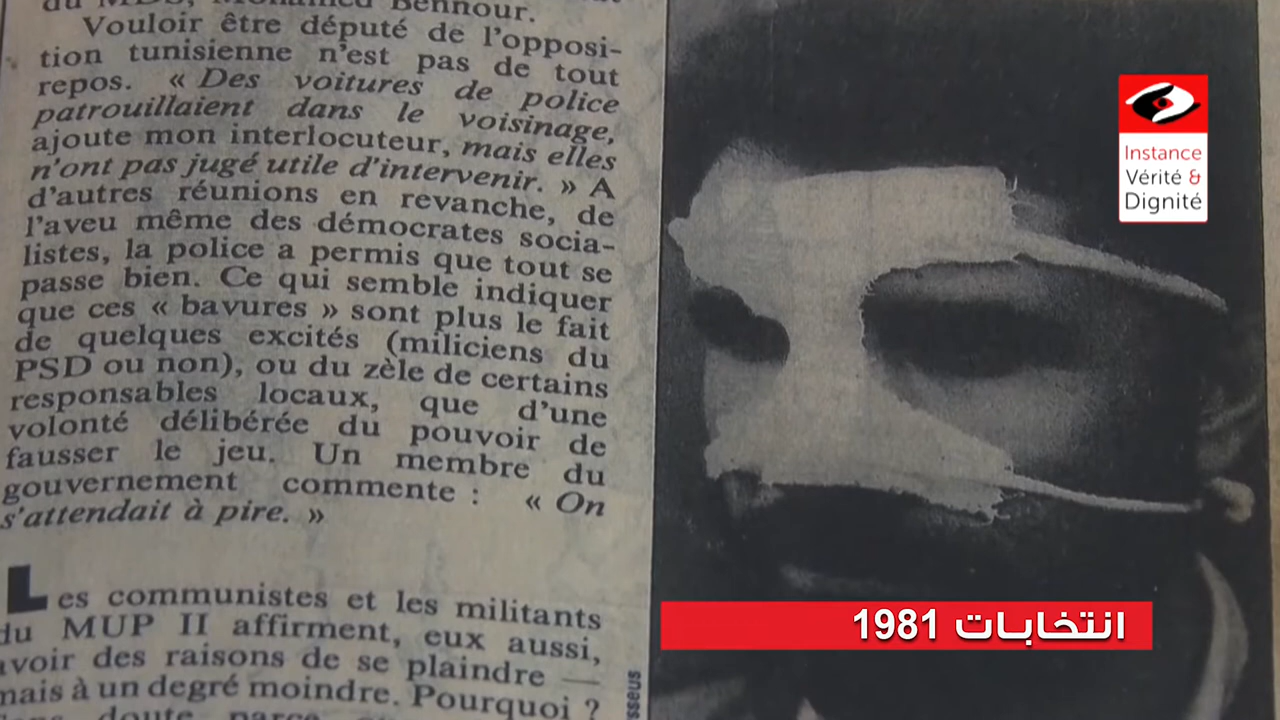 du MDS, Mohamed Bennour.
Vouloir être député de l'opposi-
tion tunisienne n'est pas de tout
repos. « Des voitures de police
patrouillaient dans le voisinage,
ajoute mon interlocuteur, mais elles
n'ont pas jugé utile d'intervenir. » A
d'autres réunions en revanche, de
l'aveu même des démocrates socia-
listes, la police a permis que tout se
passe bien. Ce qui semble indiquer
que ces « bavures » sont plus le fait
de quelques excités (miliciens du
PSD ou non), ou du zèle de certains
responsables locaux, que d'une
volonté délibérée du pouvoir de
fausser le jeu. Un membre du
gouvernement commente : « On
s'attendait à pire. »
Les communistes et les militants
du MUP II affirment, eux aussi,
avoir des raisons de se plaindre —
mais à un degré moindre. Pourquoi ?
doute parce
Instance
Vérité &
Dignité
انتخابات 1981